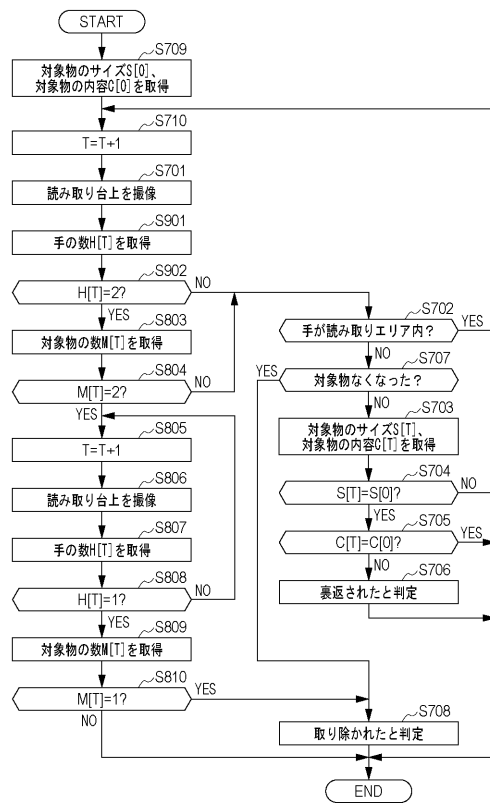 START
S709
対象物のサイズS[0]、
対象物の内容C[0]を取得
S710
T=T+1
S701
読み取り台上を撮像
S901
手の数H[T]を取得
S902
H[T]=2?
NO
YES
S803
対象物の数M[T]を取得
S804
M[T]=2?
NO
YES
S805
T=T+1
S806
読み取り台上を撮像
S807
手の数H[T]を取得
S808
H[T]=1?
NO
YES
S809
対象物の数M[T]を取得
S810
M[T]=1?
YES
NO
S702
手が読み取りエリア内?
YES
NO
S707
YES
対象物なくなった?
NO
S703
対象物のサイズS[T]、
対象物の内容C[T]を取得
S704
S[T]=S[0]?
NO
YES
S705
C[T]=C[0]?
YES
NO
S706
裏返されたと判定
S708
取り除かれたと判定
END